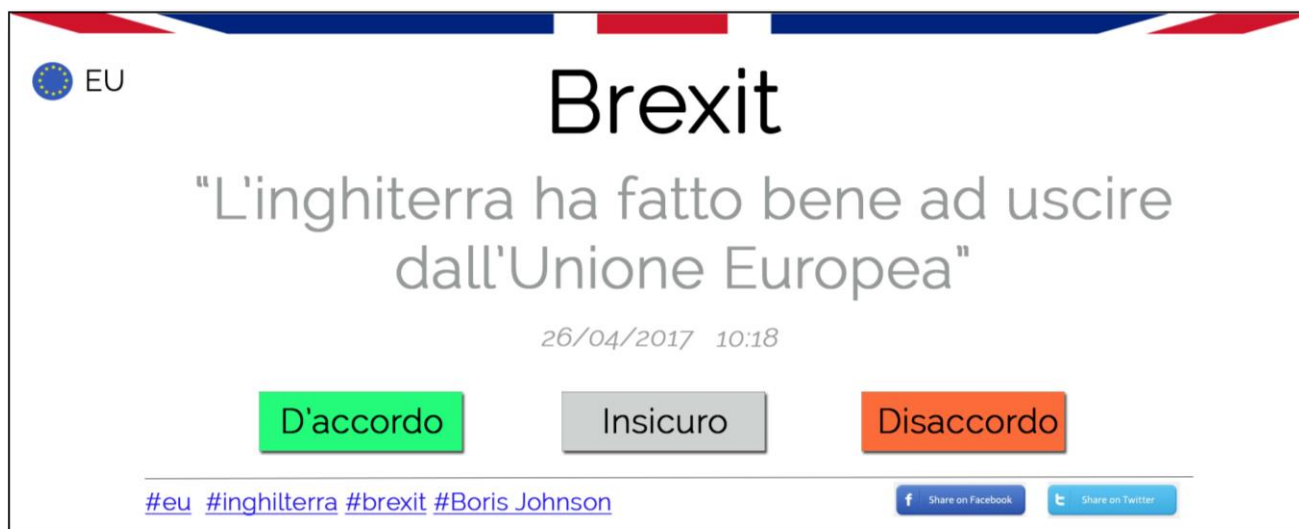 EU
Brexit
"L'inghiterra ha fatto bene ad uscire
dall'Unione Europea"
26/04/2017 10:18
D'accordo Insicuro Disaccordo
#eu #inghilterra #brexit #Boris Johnson
f Share on Facebook t Share on Twitter